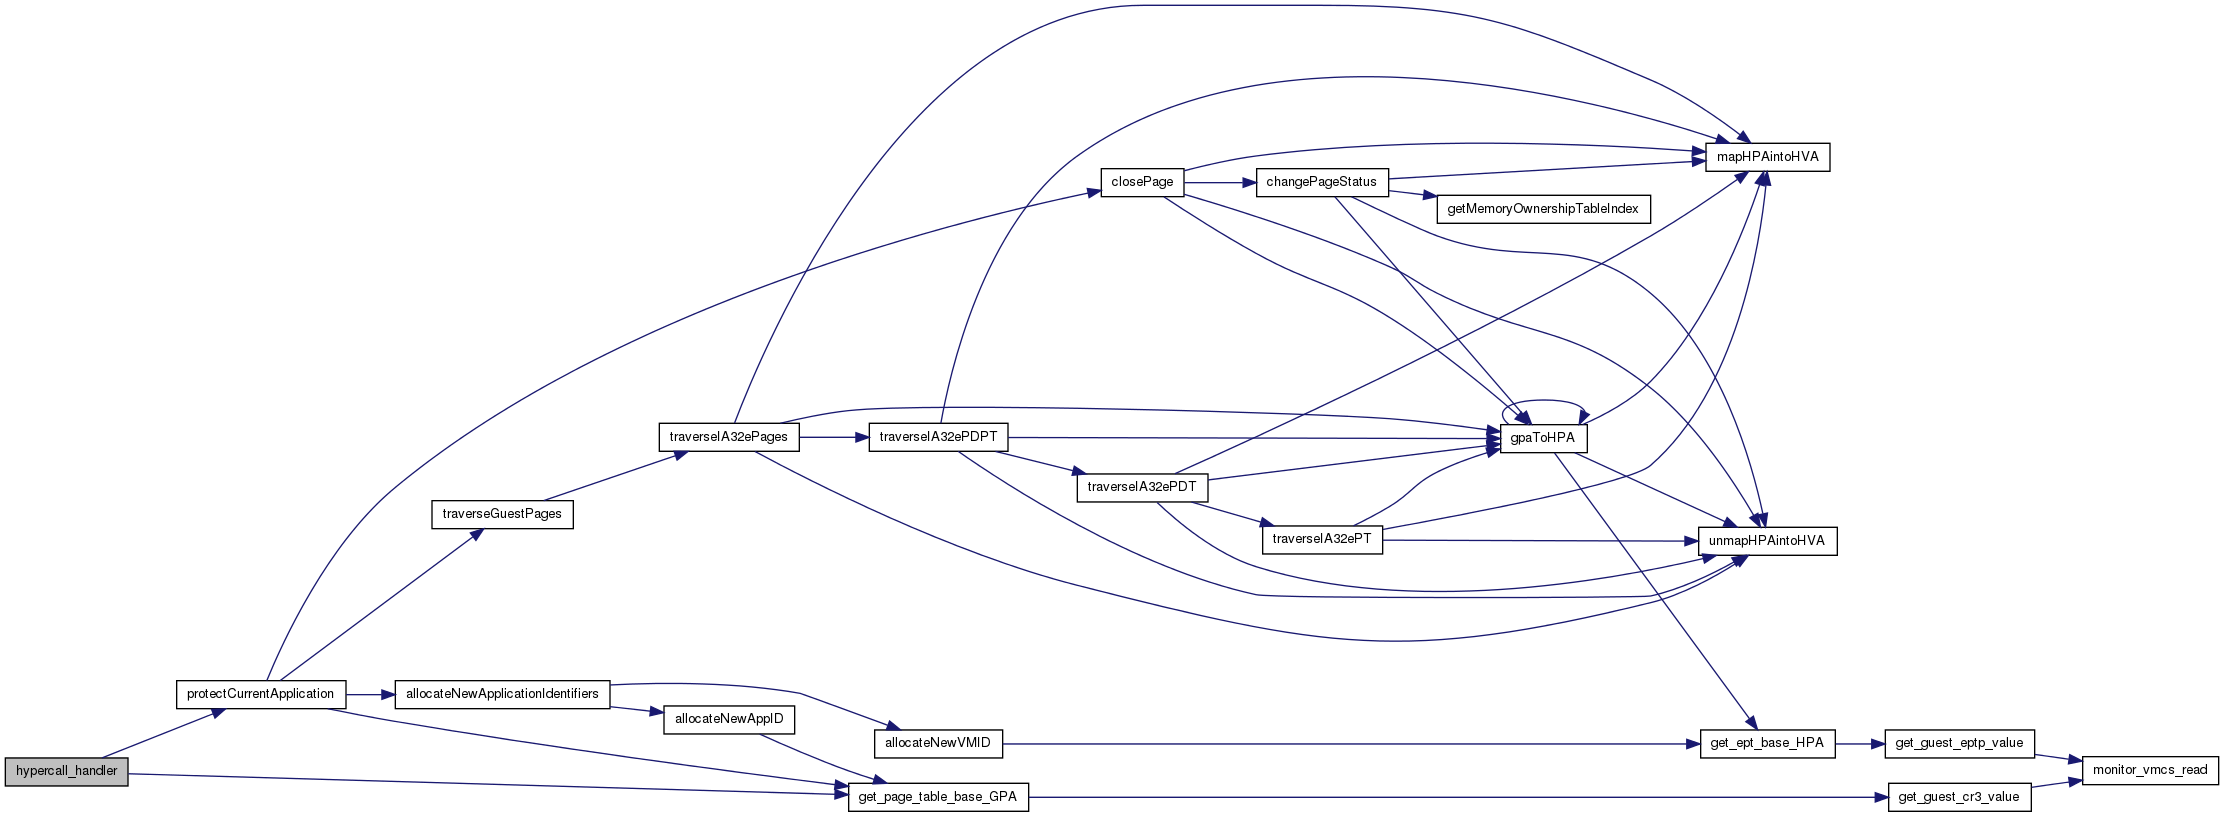 mapHPAintoHVA
closePage
changePageStatus
getMemoryOwnershipTableIndex
traverseIA32ePages
traverseIA32ePDPT
gpaToHPA
traverseIA32ePDT
traverseGuestPages
traverseIA32ePT
unmapHPAintoHVA
protectCurrentApplication
allocateNewApplicationIdentifiers
allocateNewAppID
allocateNewVMID
get_ept_base_HPA
get_guest_eptp_value
hypercall_handler
monitor_vmcs_read
get_page_table_base_GPA
get_guest_cr3_value